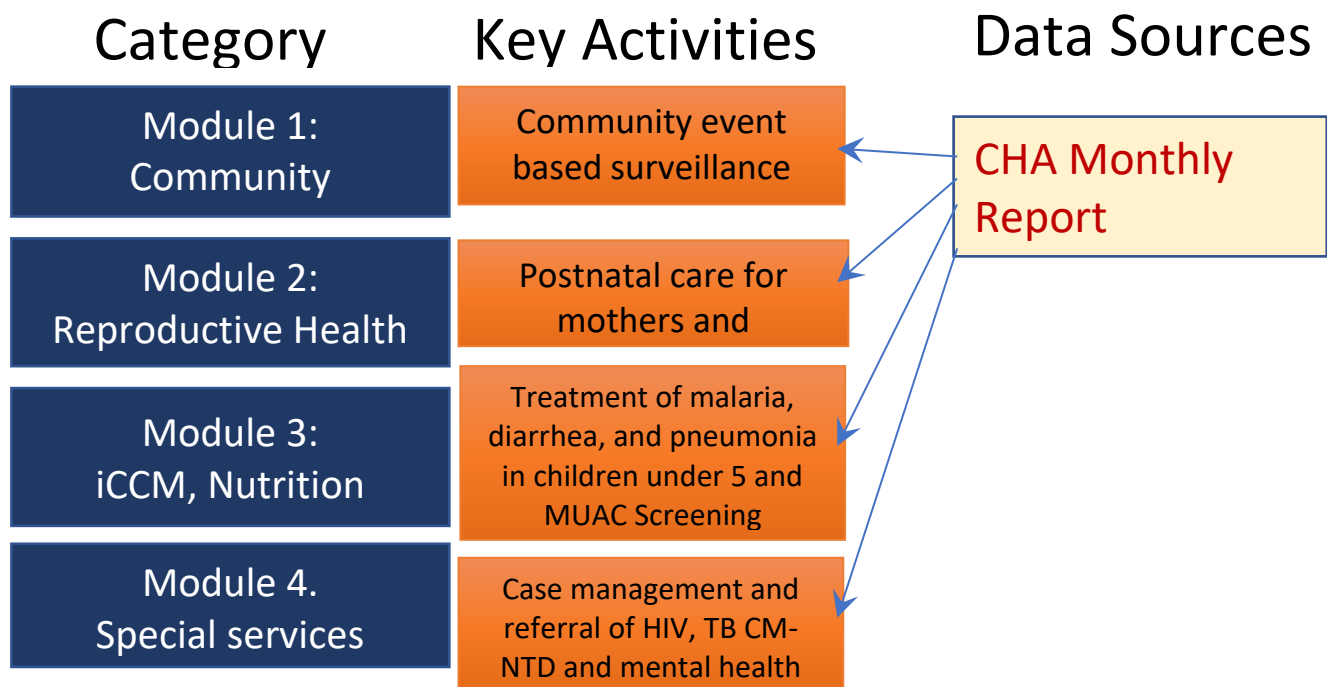 Category
Key Activities
Data Sources
Module 1:
Community
Community event
based surveillance
CHA Monthly
Report
Module 2:
Reproductive Health
Postnatal care for
mothers and
Module 3:
iCCM, Nutrition
Treatment of malaria,
diarrhea, and pneumonia
in children under 5 and
MUAC Screening
Module 4.
Special services
Case management and
referral of HIV, TB CM-
NTD and mental health